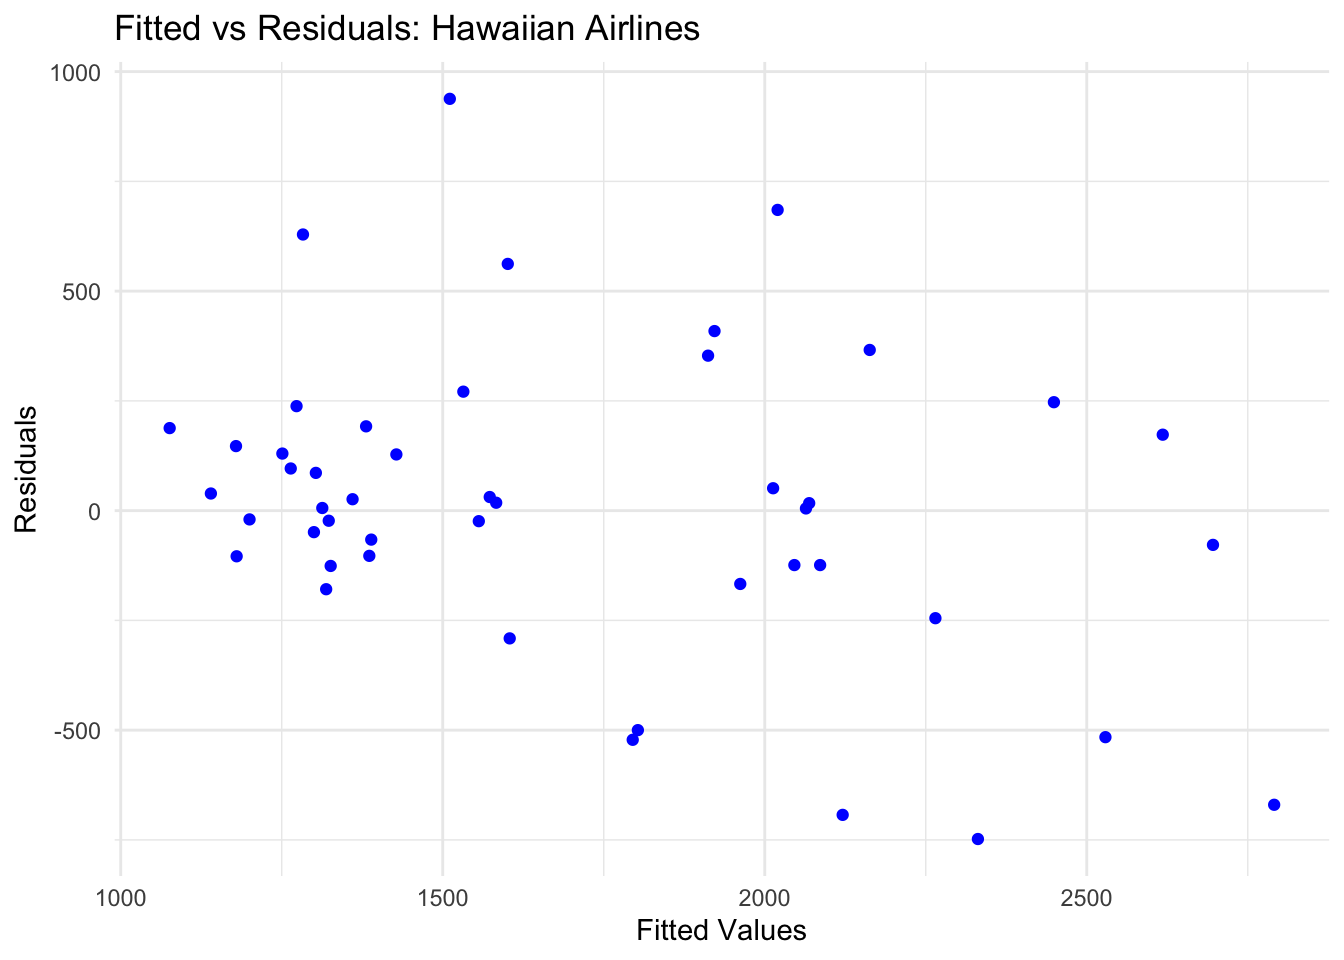 Fitted vs Residuals: Hawaiian Airlines
1000
500
0
-500
Residuals
1000 1500 2000 2500
Fitted Values